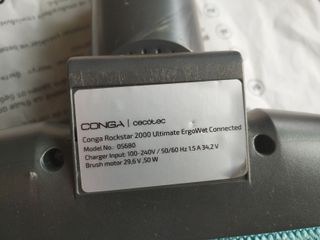 CONGA | cecotec
Conga Rockstar 2000 Ultimate ErgoWet Connected
Model No.: 05680
Charger Input: 100-240V / 50/60 Hz 1.5 A 34,2 V
Brush motor 29,6 V ,50 W